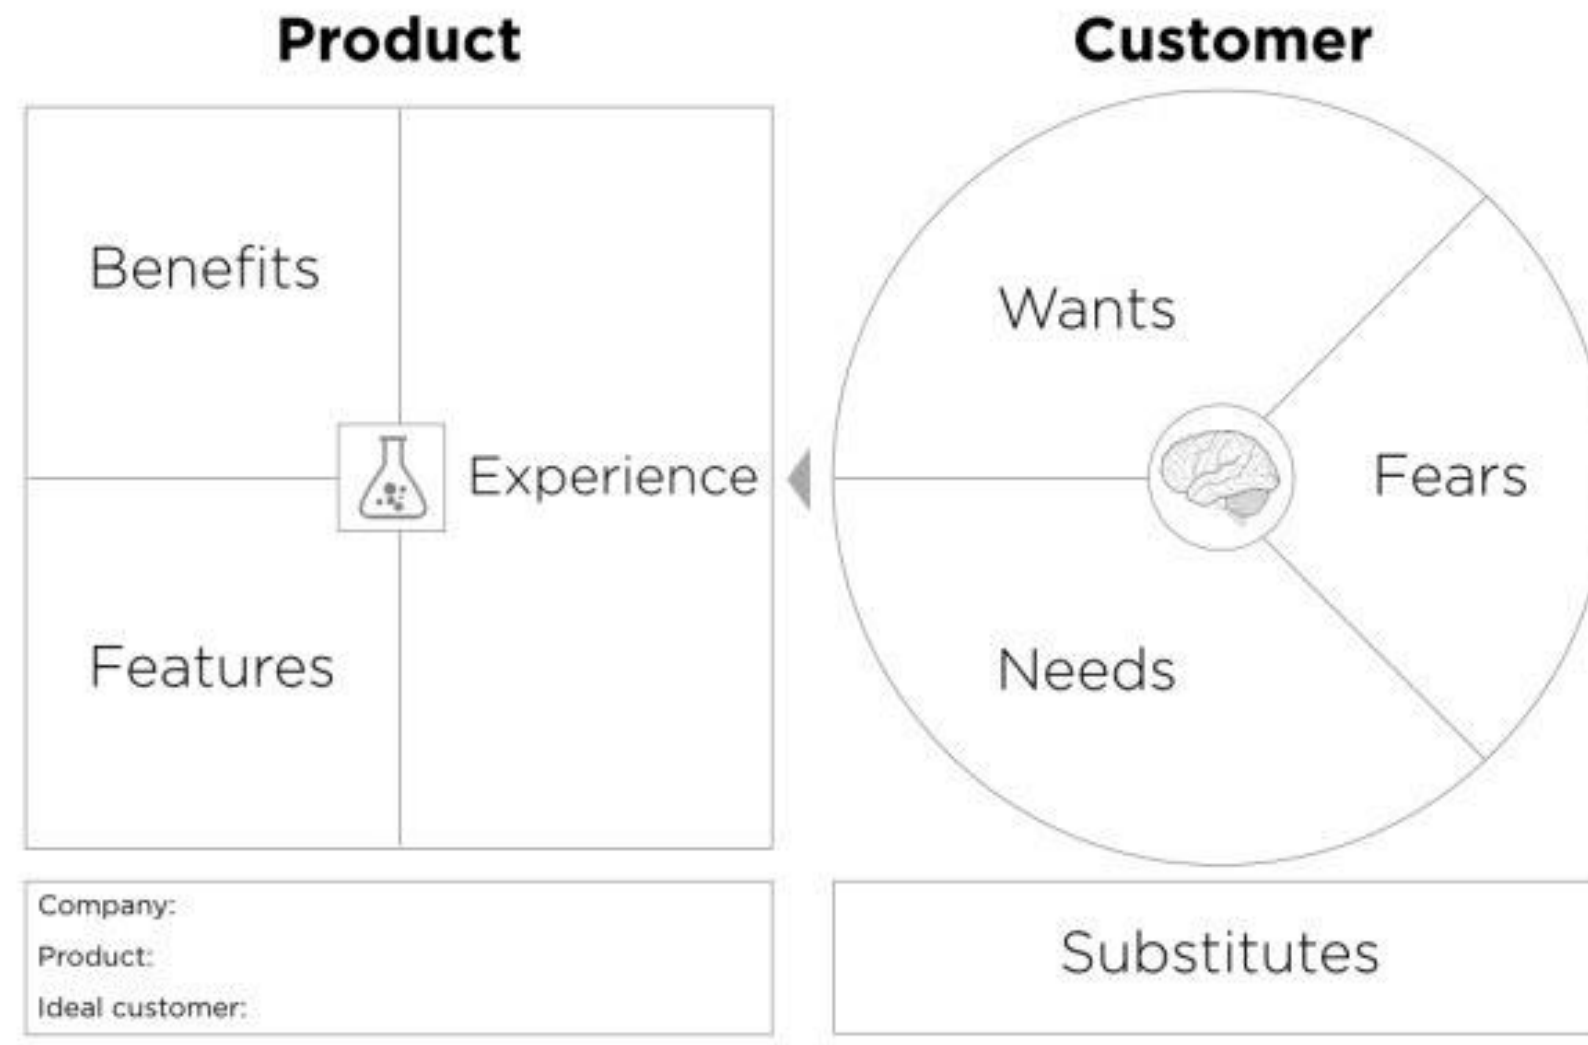 Product
Benefits
Experience
Features
Company:
Product:
Ideal customer:
Customer
Wants
Fears
Needs
Substitutes